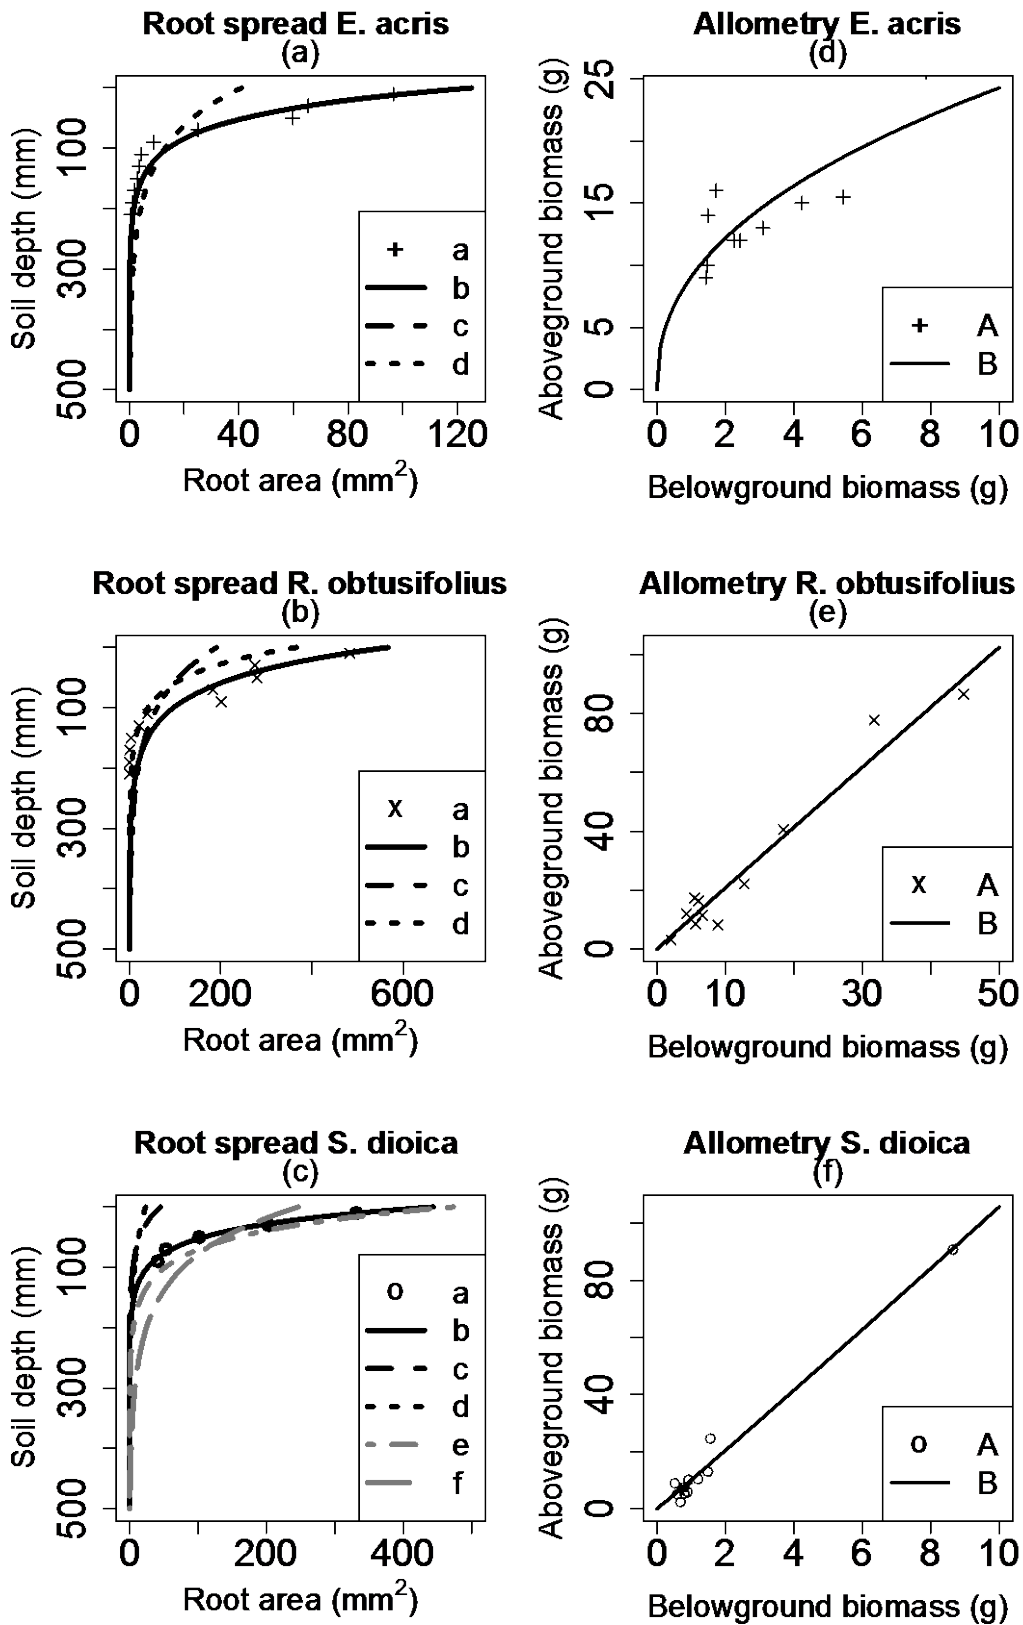 Root spread E. acris
(a)
Soil depth (mm)
100
300
500
0 40 80 120
Root area (mm²)
+ a
b
c
d
Allometry E. acris
(d)
Aboveground biomass (g)
25
15
5
0
0 2 4 6 8 10
Belowground biomass (g)
+ A
B
Root spread R. obtusifolius
(b)
Soil depth (mm)
100
300
500
0 200 600
Root area (mm²)
x a
b
c
d
Allometry R. obtusifolius
(e)
Aboveground biomass (g)
80
40
0
0 10 30 50
Belowground biomass (g)
x A
B
Root spread S. dioica
(c)
Soil depth (mm)
100
300
500
0 200 400
Root area (mm²)
o a
b
c
d
e
f
Allometry S. dioica
(f)
Aboveground biomass (g)
80
40
0
0 2 4 6 8 10
Belowground biomass (g)
o A
B